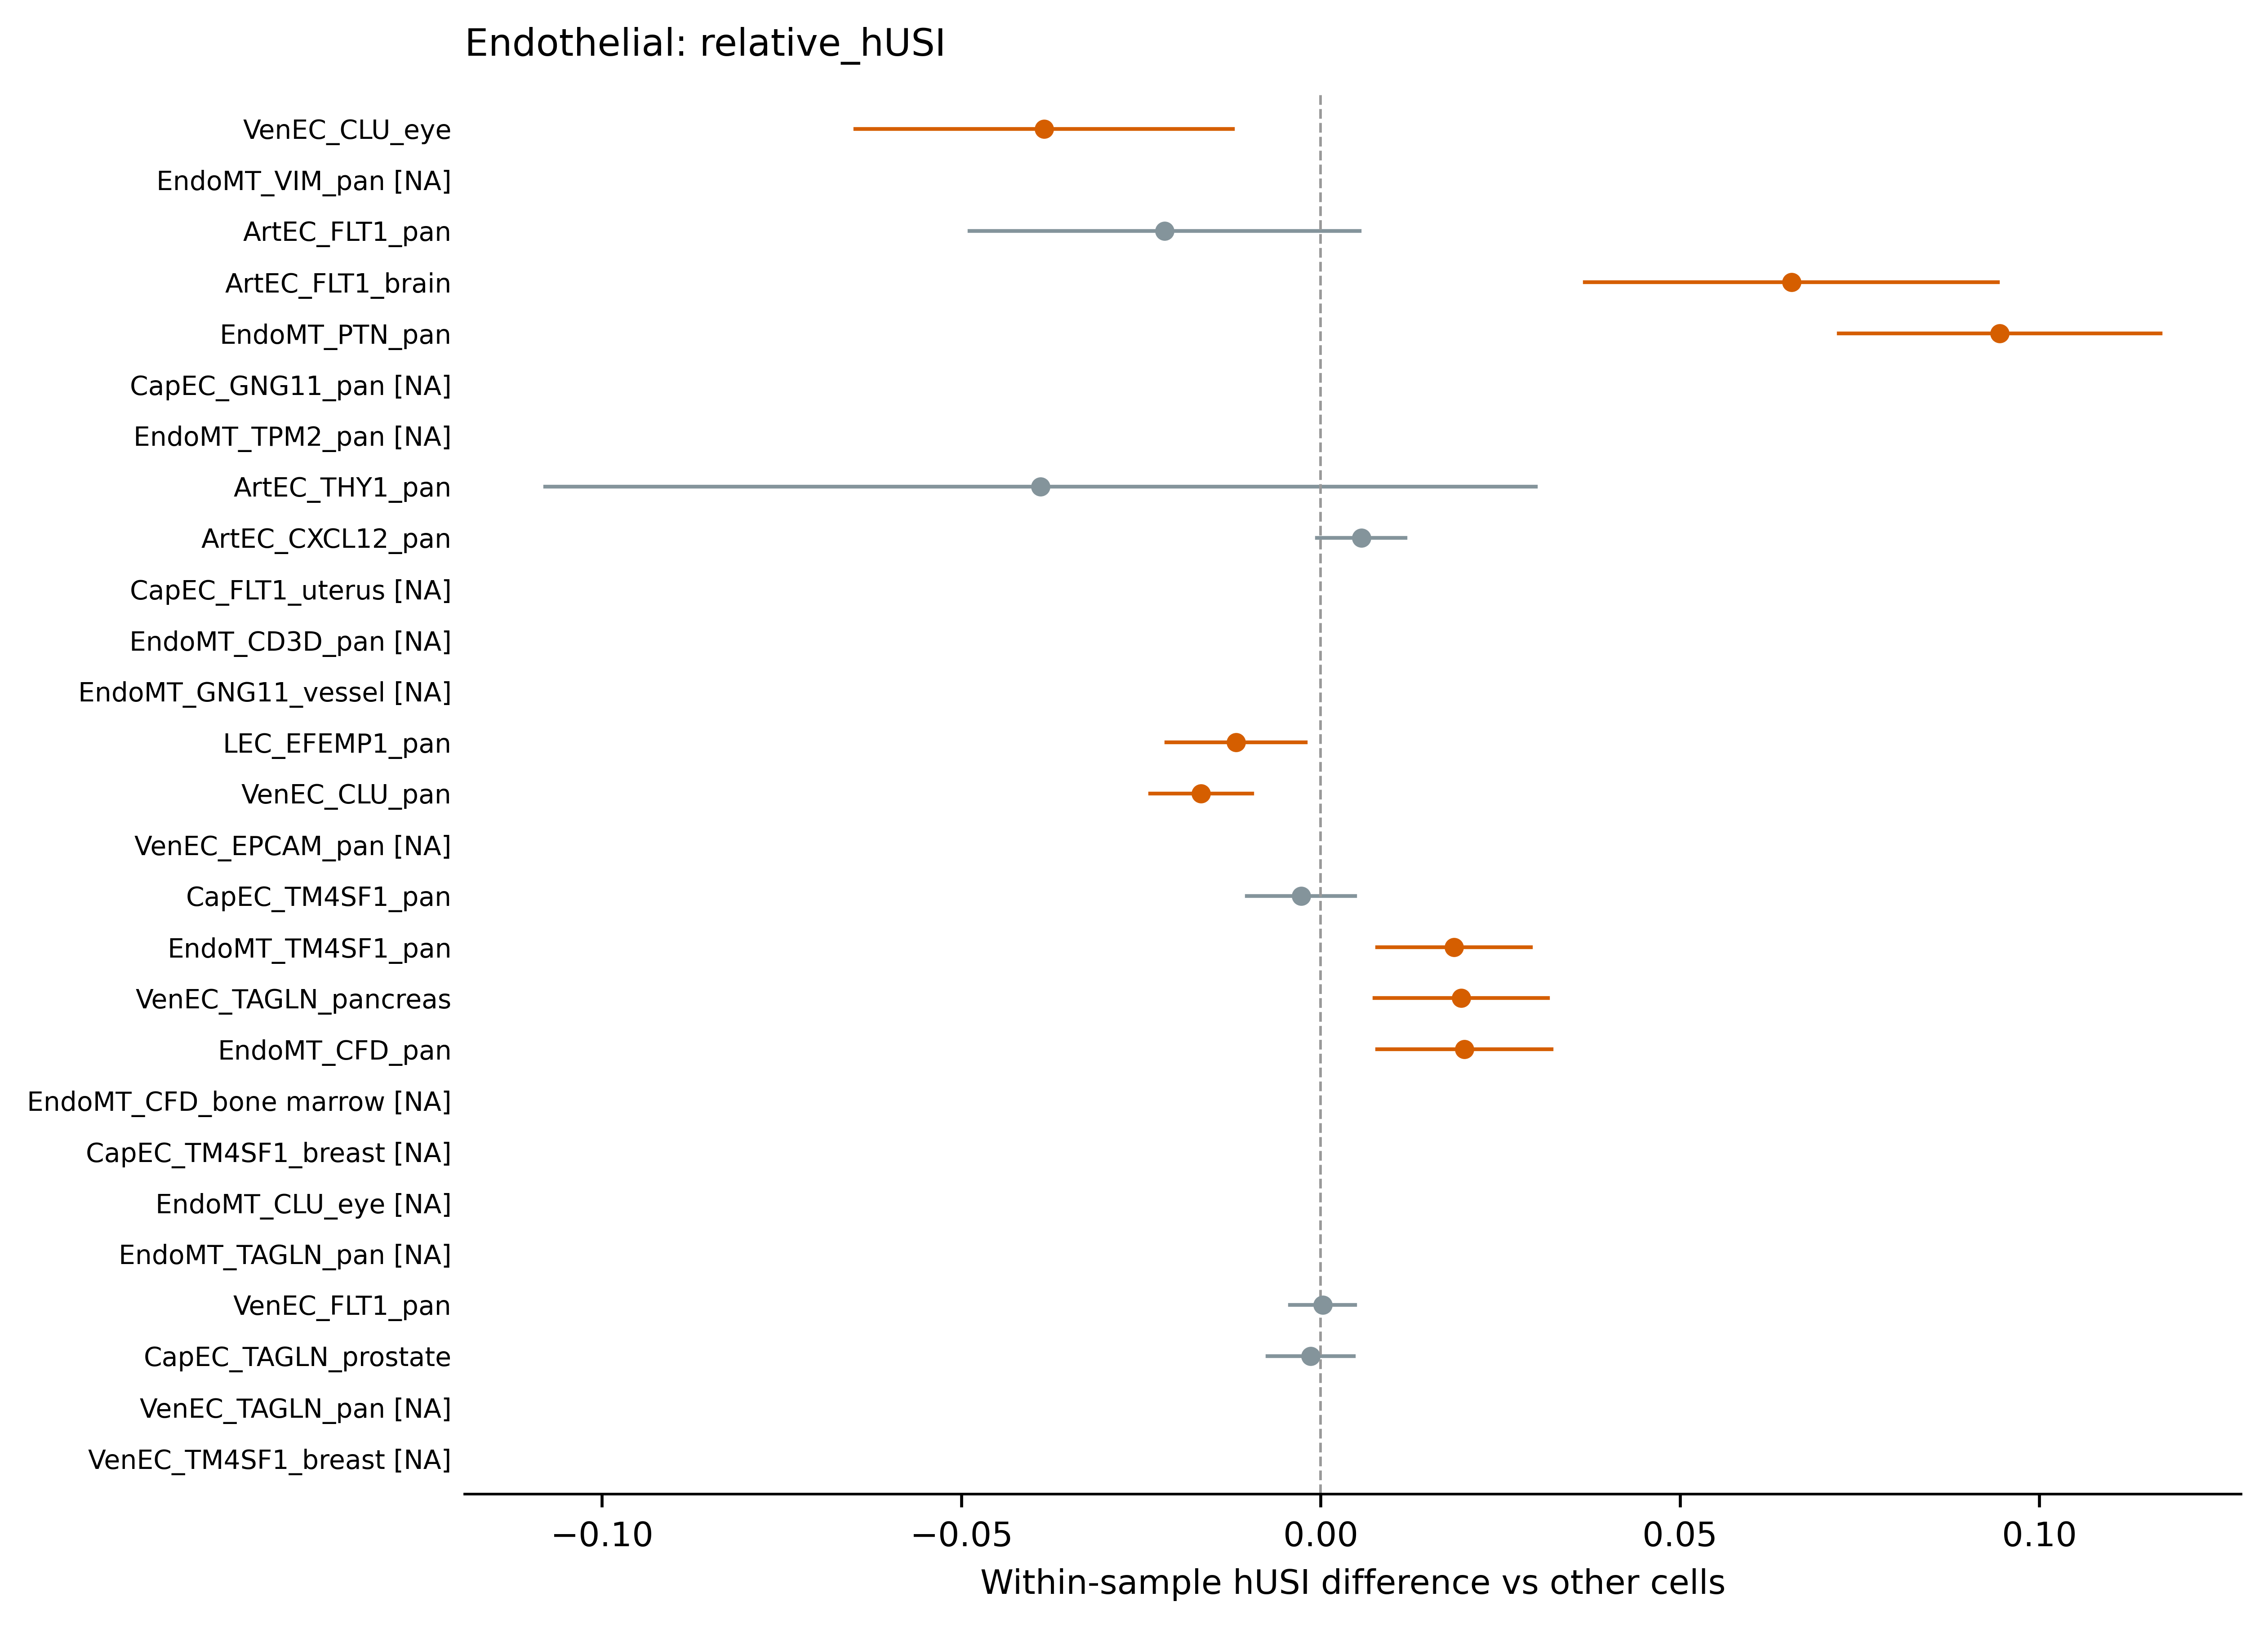 Endothelial: relative_hUSI
VenEC_CLU_eye
EndoMT_VIM_pan [NA]
ArtEC_FLT1_pan
ArtEC_FLT1_brain
EndoMT_PTN_pan
CapEC_GNG11_pan [NA]
EndoMT_TPM2_pan [NA]
ArtEC_THY1_pan
ArtEC_CXCL12_pan
CapEC_FLT1_uterus [NA]
EndoMT_CD3D_pan [NA]
EndoMT_GNG11_vessel [NA]
LEC_EFEMP1_pan
VenEC_CLU_pan
VenEC_EPCAM_pan [NA]
CapEC_TM4SF1_pan
EndoMT_TM4SF1_pan
VenEC_TAGLN_pancreas
EndoMT_CFD_pan
EndoMT_CFD_bone marrow [NA]
CapEC_TM4SF1_breast [NA]
EndoMT_CLU_eye [NA]
EndoMT_TAGLN_pan [NA]
VenEC_FLT1_pan
CapEC_TAGLN_prostate
VenEC_TAGLN_pan [NA]
VenEC_TM4SF1_breast [NA]
−0.10 −0.05 0.00 0.05 0.10
Within-sample hUSI difference vs other cells